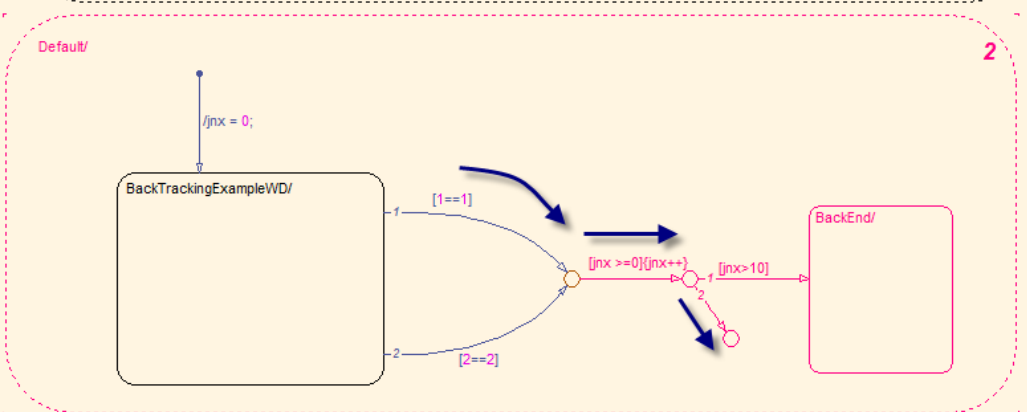 Default/
2
/jnx = 0;
BackTrackingExampleWD/
1
[1==1]
BackEnd/
[jnx >=0]{jnx++}
1
[jnx>10]
2
2
[2==2]